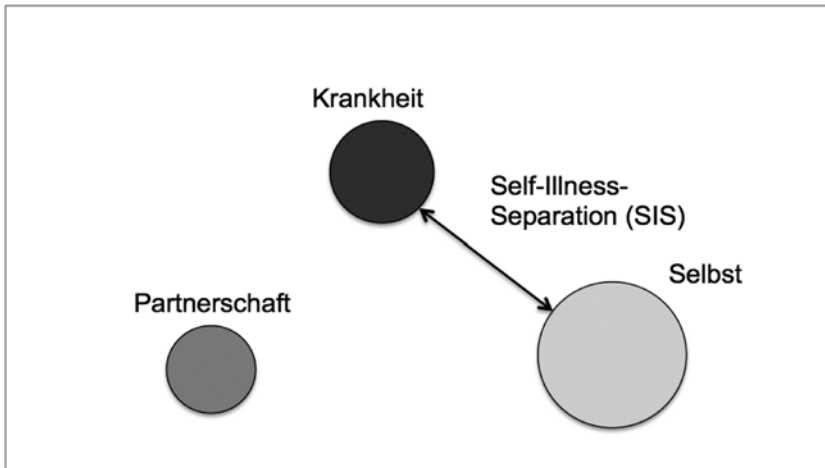 Krankheit
Self-Illness-
Separation (SIS)
Selbst
Partnerschaft